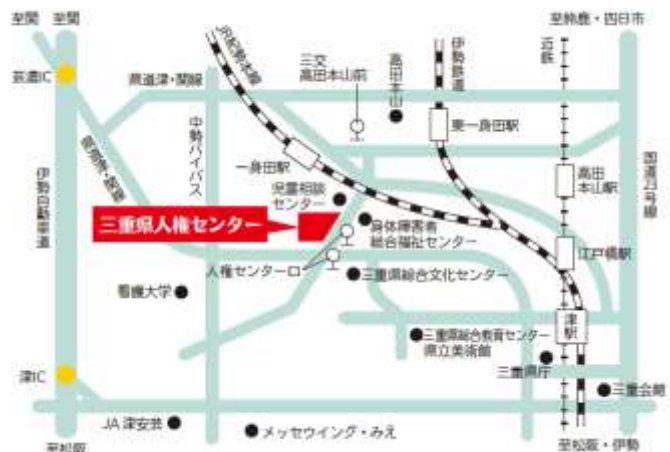 至関
至関
至鈴鹿・四日市
芸濃IC
県道津・関線
JR紀勢本線
三交
高田本山前
高田本山
伊勢鉄道
近鉄
東一身田駅
伊勢自動車道
中勢バイパス
一身田駅
児童相談
センター
高田
本山駅
国道23号線
三重県人権センター
身体障害者
総合福祉センター
江戸橋駅
人権センター口
三重県総合文化センター
看護大学
津駅
三重県総合教育センター
県立美術館
三重県庁
津IC
三重会館
JA津安芸
メッセウイング・みえ
至松阪
至松阪・伊勢